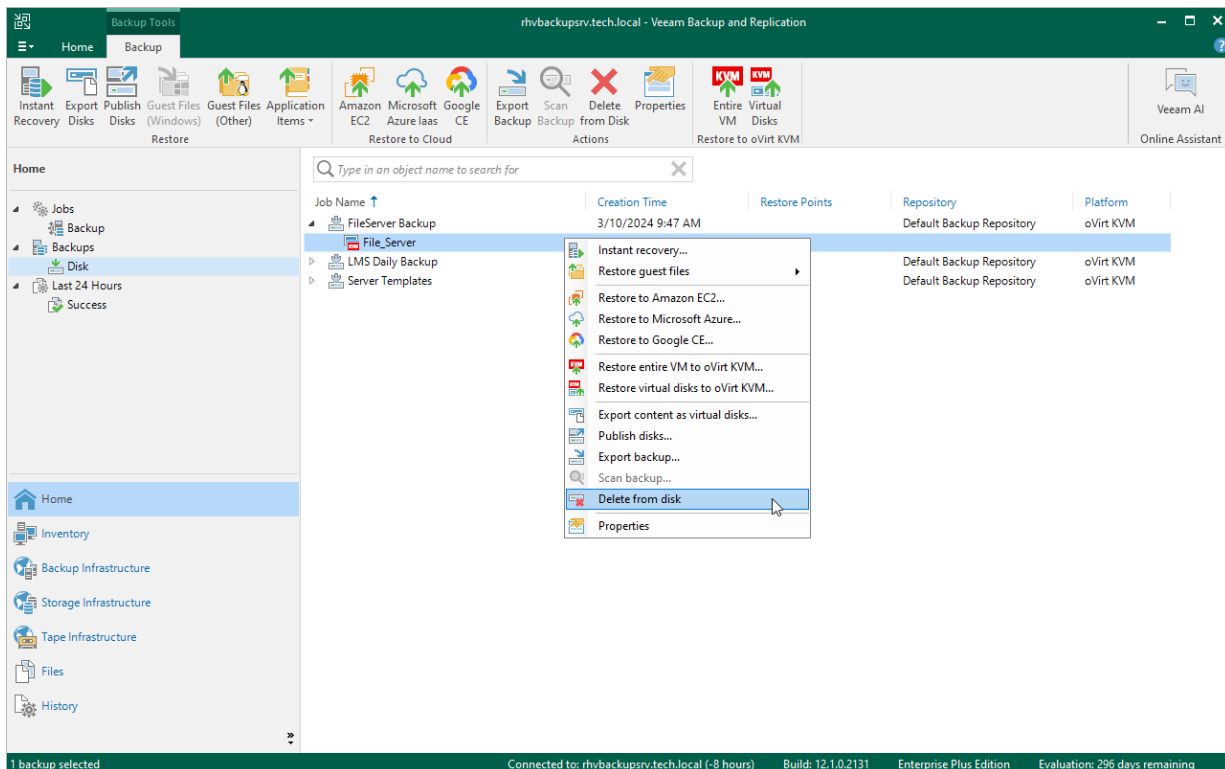 Backup Tools
rhvbackupsrv.tech.local - Veeam Backup and Replication
Home Backup
?
KVM KVM
Instant Recovery
Export Disks
Publish Disks
Guest Files (Windows)
Guest Files (Other)
Application Items
Amazon EC2
Microsoft Azure Iaas
Google CE
Export Backup
Scan Backup
Delete from Disk
Properties
Entire VM
Virtual Disks
Veeam AI
Restore
Restore to Cloud
Actions
Restore to oVirt KVM
Online Assistant
Home
Jobs
Backup
Backups
Disk
Last 24 Hours
Success
Home
Inventory
Backup Infrastructure
Storage Infrastructure
Tape Infrastructure
Files
History
Type in an object name to search for
Job Name Creation Time Restore Points Repository Platform
FileServer Backup 3/10/2024 9:47 AM Default Backup Repository oVirt KVM
File_Server
LMS Daily Backup Default Backup Repository oVirt KVM
Server Templates Default Backup Repository oVirt KVM
Instant recovery...
Restore guest files
Restore to Amazon EC2...
Restore to Microsoft Azure...
Restore to Google CE...
Restore entire VM to oVirt KVM...
Restore virtual disks to oVirt KVM...
Export content as virtual disks...
Publish disks...
Export backup...
Scan backup...
Delete from disk
Properties
1 backup selected
Connected to: rhvbackupsrv.tech.local (-8 hours) Build: 12.1.0.2131 Enterprise Plus Edition Evaluation: 296 days remaining